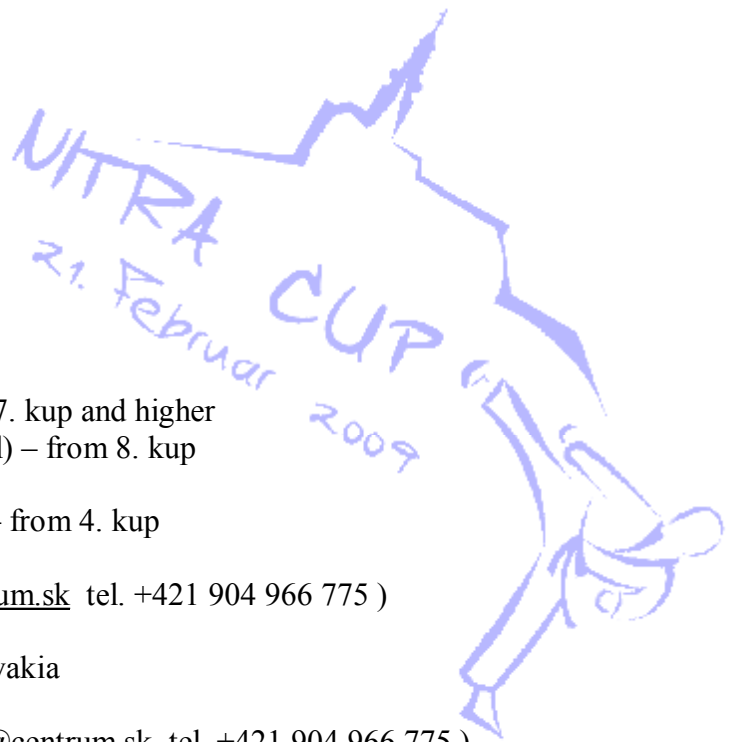 NITRA CUP
21. Februar 2009
7. kup and higher
) – from 8. kup
from 4. kup
um.sk tel. +421 904 966 775 )
vakia
@centrum.sk tel. +421 904 966 775 )